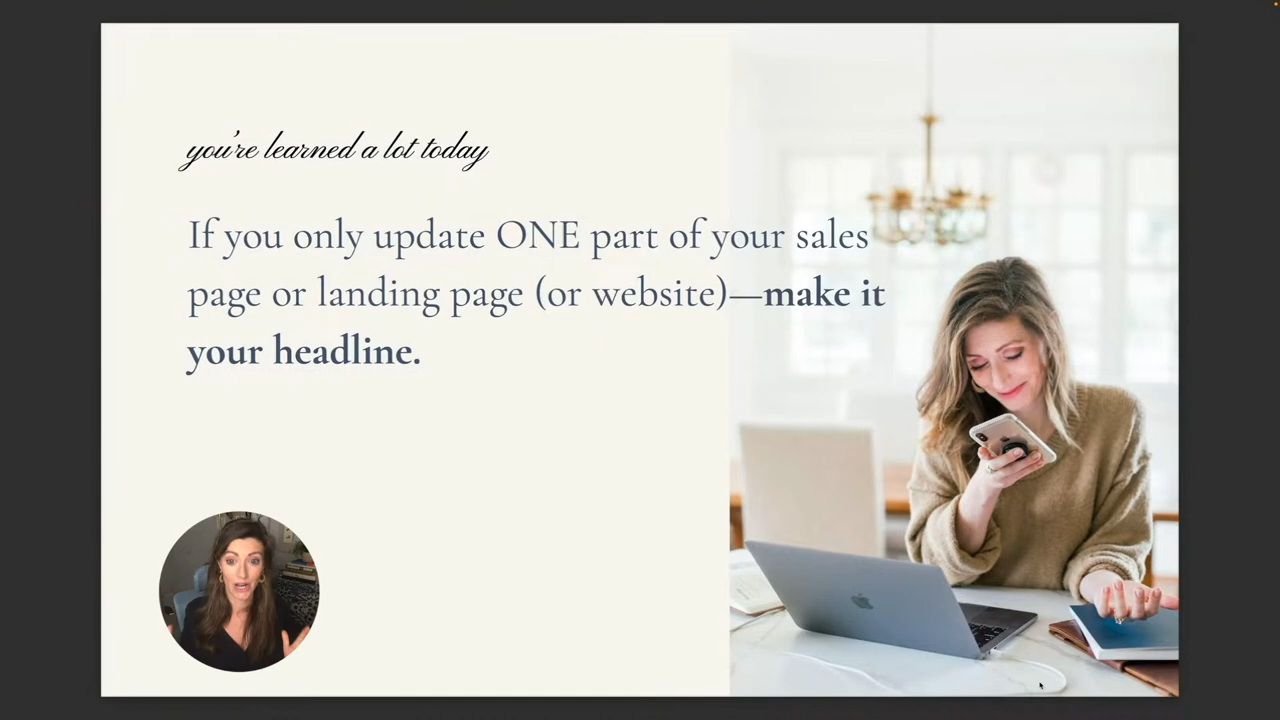 you're learned a lot today
If you only update ONE part of your sales
page or landing page (or website)—make it
your headline.